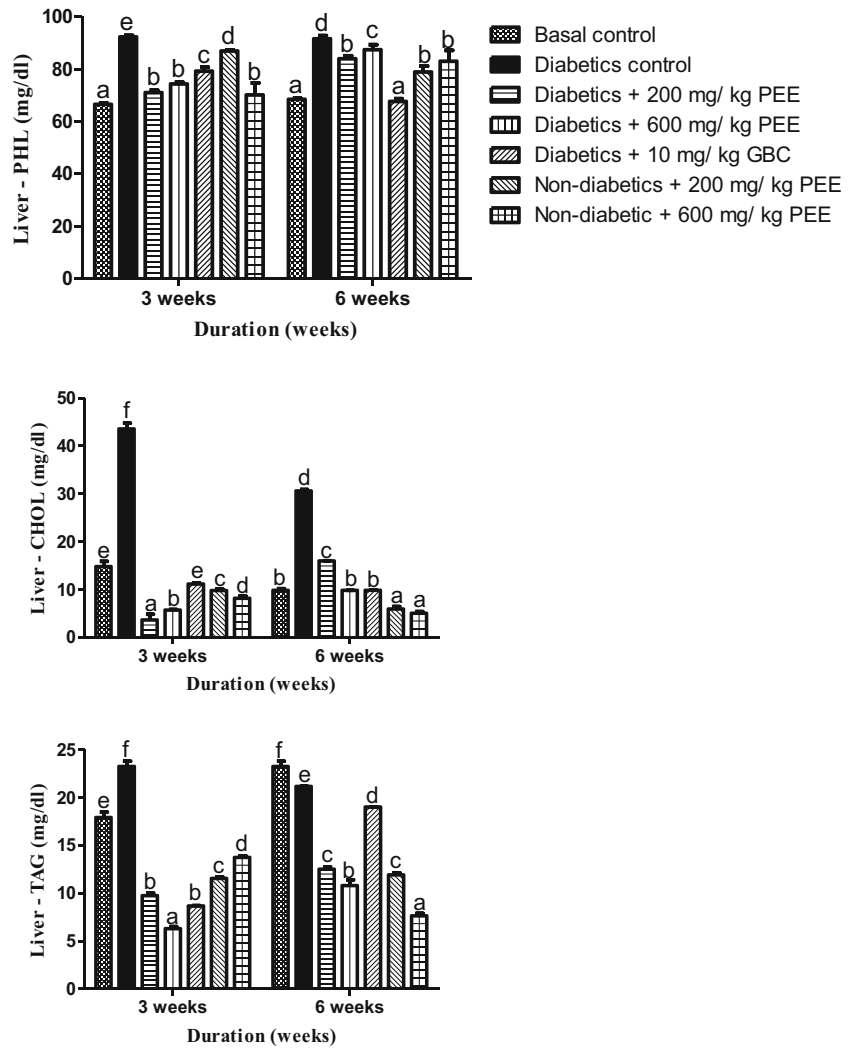 Liver - PHL (mg/dl)
100
80
60
40
20
0
a e b b c d b
a d b c a b b
3 weeks 6 weeks
Duration (weeks)
Basal control
Diabetics control
Diabetics + 200 mg/ kg PEE
Diabetics + 600 mg/ kg PEE
Diabetics + 10 mg/ kg GBC
Non-diabetics + 200 mg/ kg PEE
Non-diabetic + 600 mg/ kg PEE
Liver - CHOL (mg/dl)
50
40
30
20
10
0
e f a b e c d
b d c b b a a
3 weeks 6 weeks
Duration (weeks)
Liver - TAG (mg/dl)
25
20
15
10
5
0
e f b a b c d
f e c b d c a
3 weeks 6 weeks
Duration (weeks)